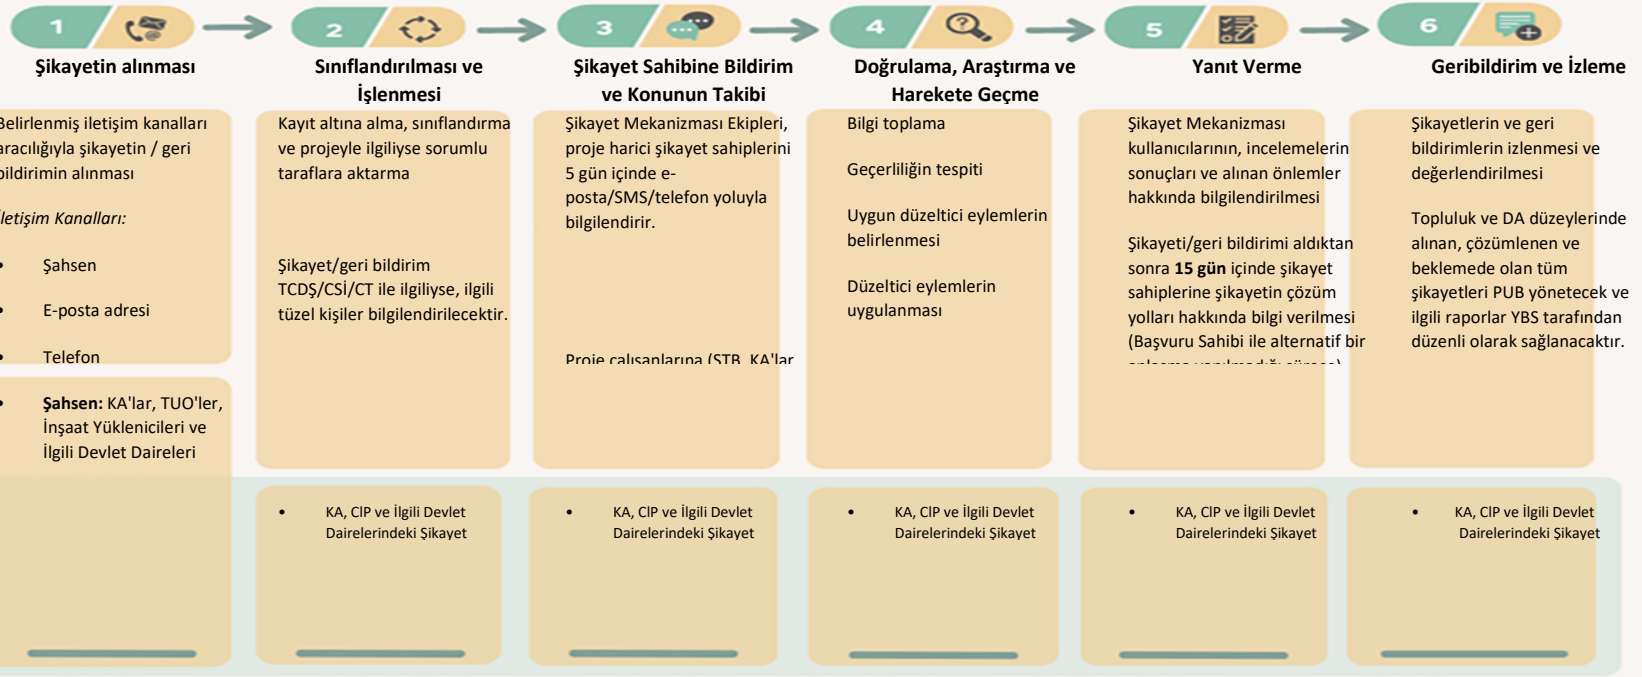 1
Şikayetin alınması
Belirlenmiş iletişim kanalları
aracılığıyla şikayetin / geri
bildirimin alınması
İletişim Kanalları:
• Şahsen
• E-posta adresi
• Telefon
• Şahsen: KA'lar, TUO'ler,
İnşaat Yüklenicileri ve
İlgili Devlet Daireleri
2
Sınıflandırılması ve
İşlenmesi
Kayıt altına alma, sınıflandırma
ve projeyle ilgiliyse sorumlu
taraflara aktarma
Şikayet/geri bildirim
TCDŞ/CSİ/CT ile ilgiliyse, ilgili
tüzel kişiler bilgilendirilecektir.
• KA, CIP ve İlgili Devlet
Dairelerindeki Şikayet
3
Şikayet Sahibine Bildirim
ve Konunun Takibi
Şikayet Mekanizması Ekipleri,
proje harici şikayet sahiplerini
5 gün içinde e-
posta/SMS/telefon yoluyla
bilgilendirir.
Proje çalışanlarına (STB, KA'lar
• KA, CIP ve İlgili Devlet
Dairelerindeki Şikayet
4
Doğrulama, Araştırma ve
Harekete Geçme
Bilgi toplama
Geçerliliğin tespiti
Uygun düzeltici eylemlerin
belirlenmesi
Düzeltici eylemlerin
uygulanması
• KA, CIP ve İlgili Devlet
Dairelerindeki Şikayet
5
Yanıt Verme
Şikayet Mekanizması
kullanıcılarının, incelemelerin
sonuçları ve alınan önlemler
hakkında bilgilendirilmesi
Şikayeti/geri bildirimi aldıktan
sonra 15 gün içinde şikayet
sahiplerine şikayetin çözüm
yolları hakkında bilgi verilmesi
(Başvuru Sahibi ile alternatif bir
• KA, CIP ve İlgili Devlet
Dairelerindeki Şikayet
6
Geribildirim ve İzleme
Şikayetlerin ve geri
bildirimlerin izlenmesi ve
değerlendirilmesi
Topluluk ve DA düzeylerinde
alınan, çözümlenen ve
beklemede olan tüm
şikayetleri PUB yönetecek ve
ilgili raporlar YBS tarafından
düzenli olarak sağlanacaktır.
• KA, CIP ve İlgili Devlet
Dairelerindeki Şikayet